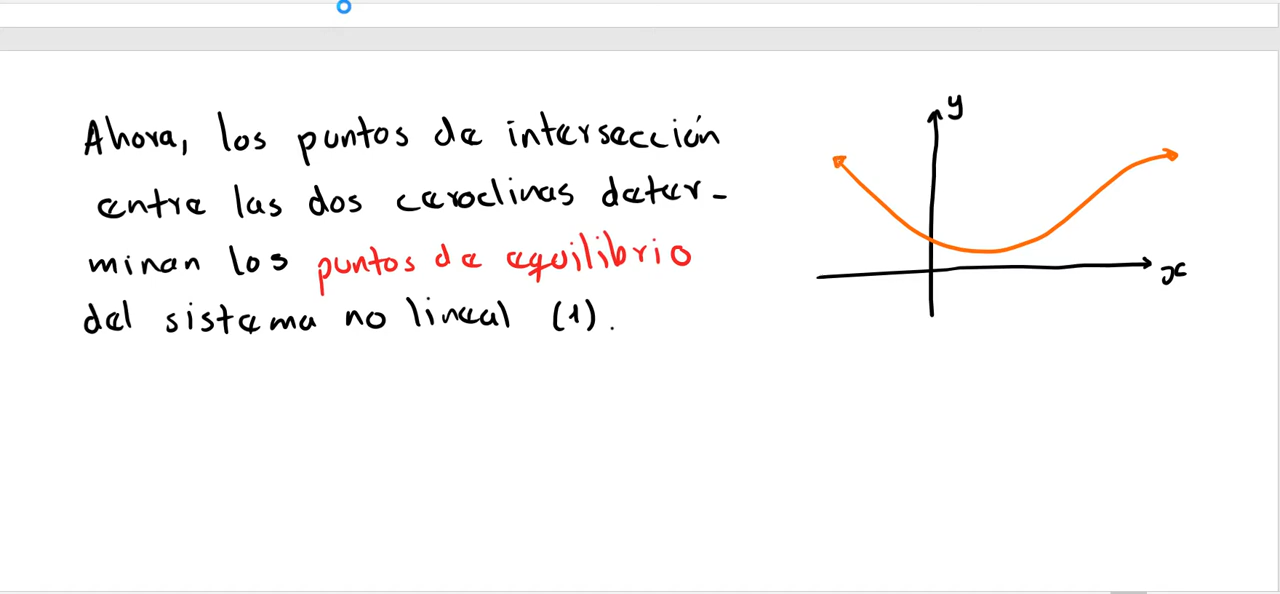 Ahora, los puntos de intersección
entre las dos ceroclinas deter-
minan los puntos de equilibrio
del sistema no lineal (1).
y
x